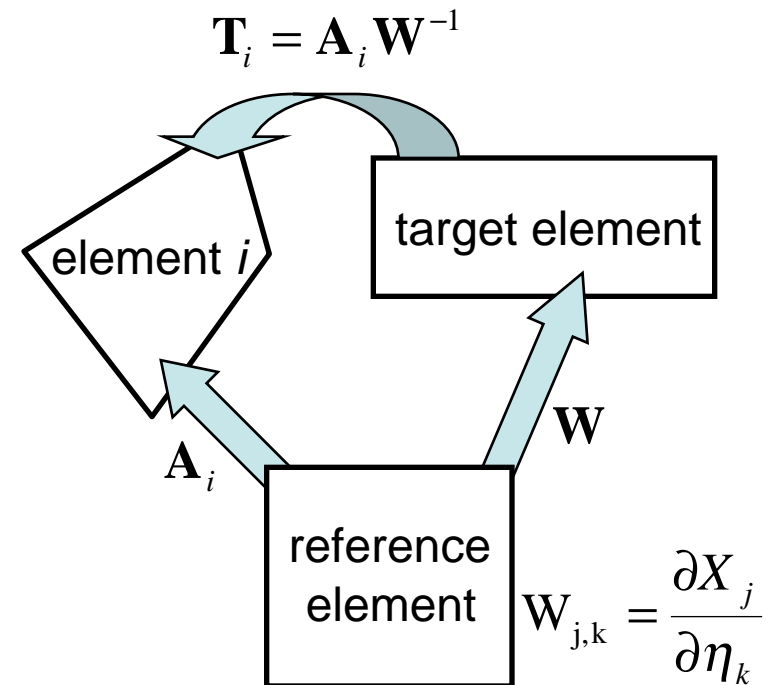 T_i = A_i W^{-1}
element i
target element
A_i
W
reference
element
W_{j,k} = ∂X_j / ∂η_k